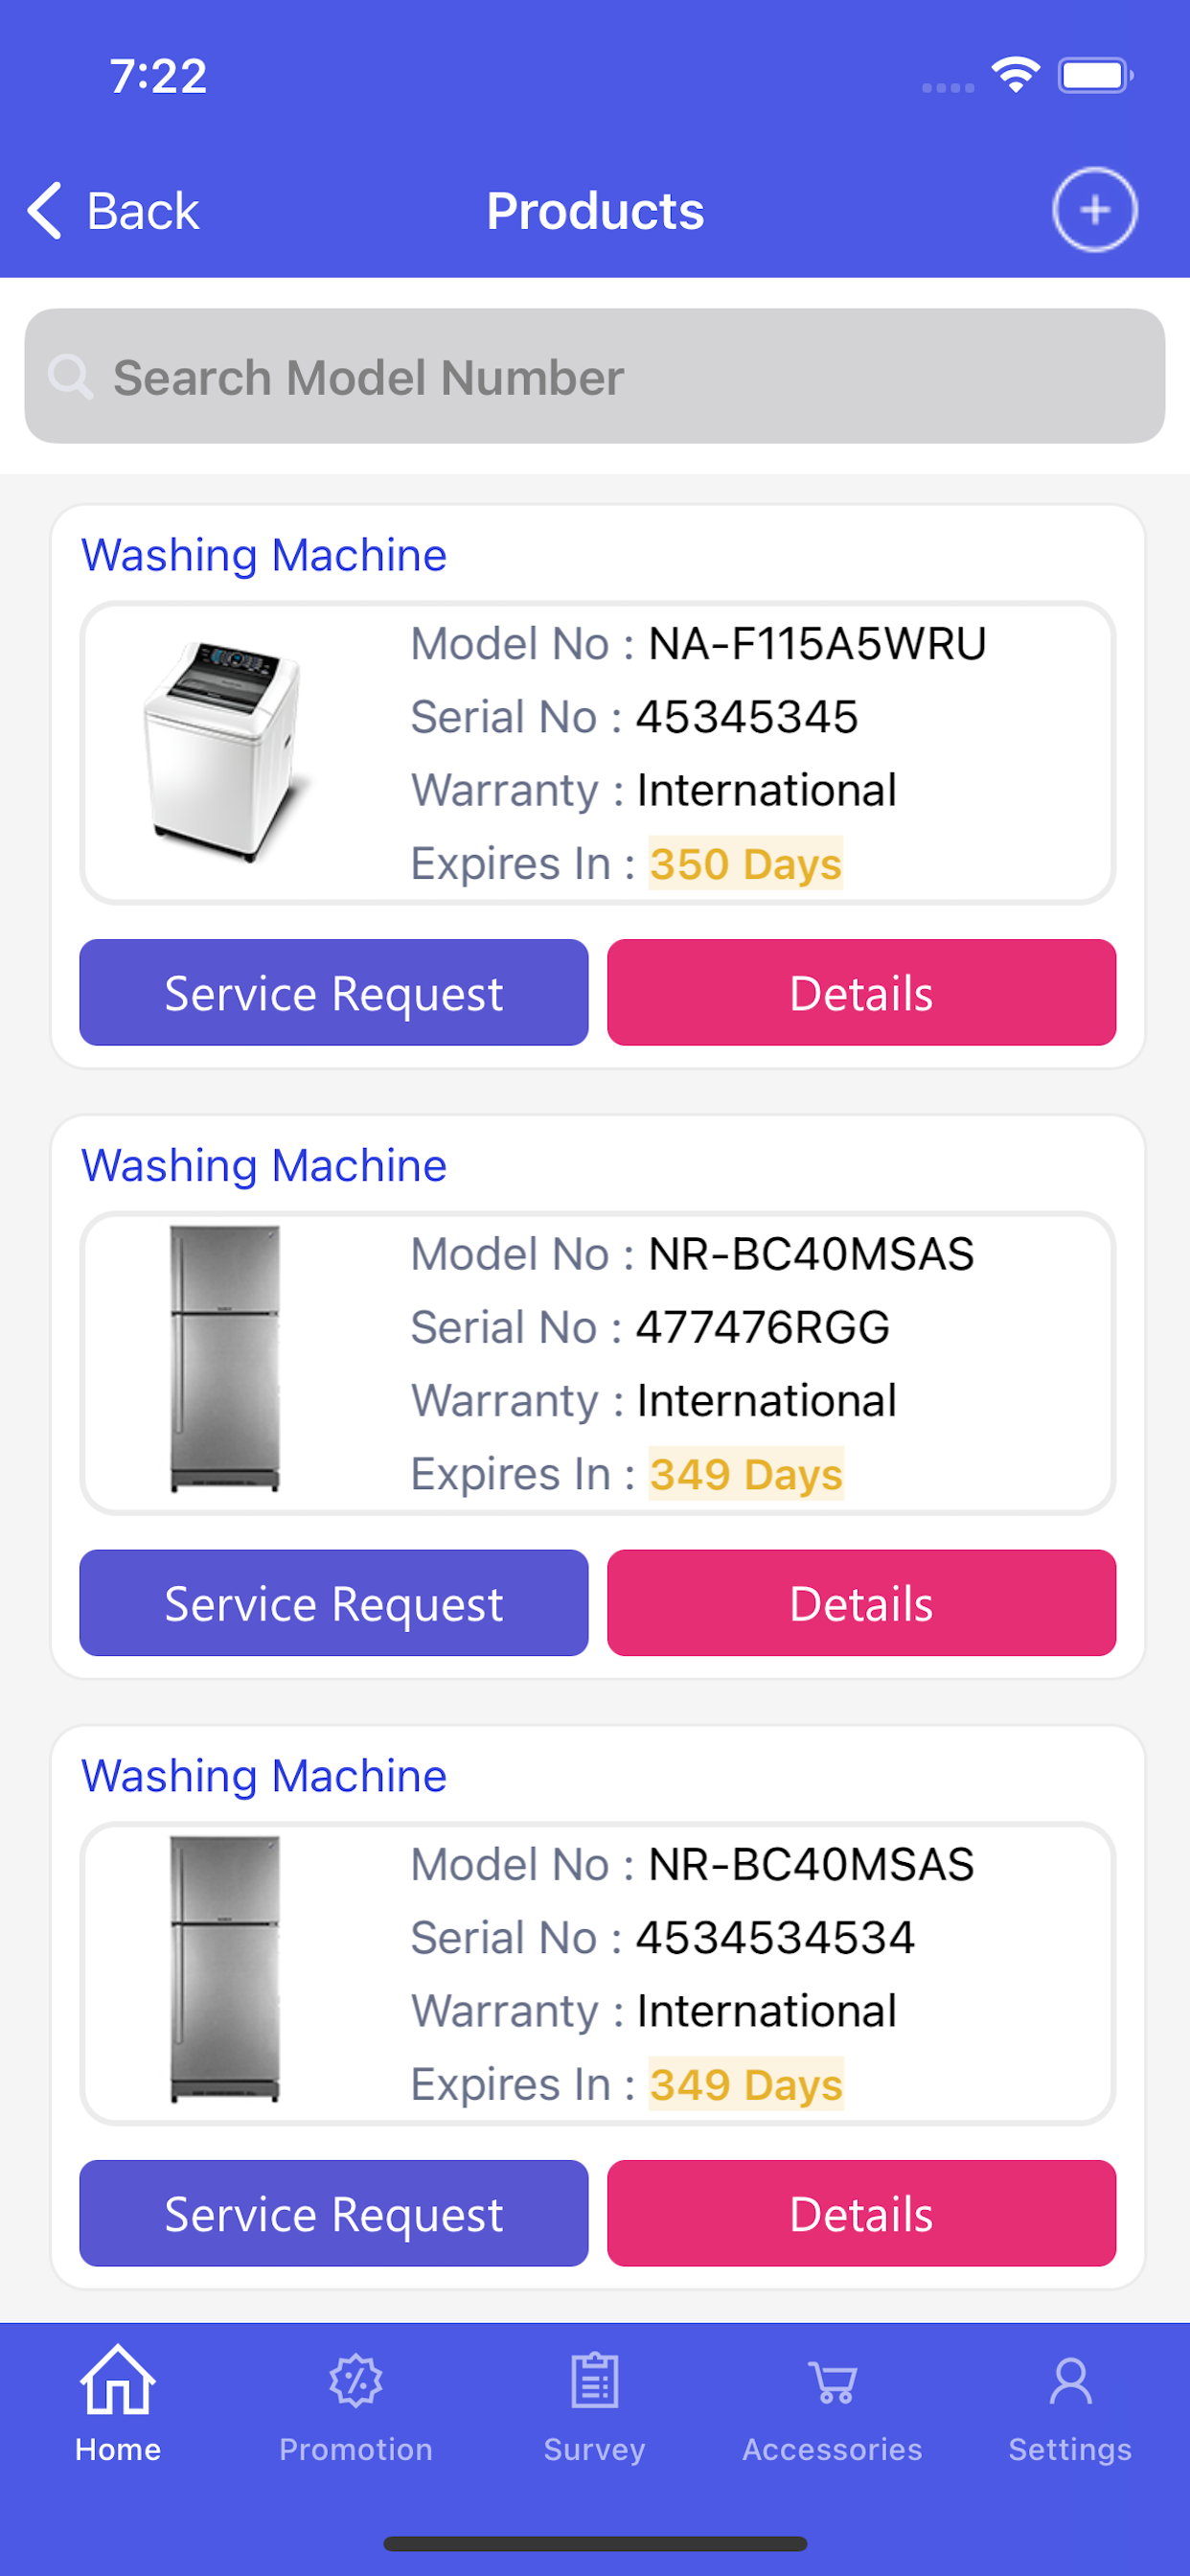 7:22
Back
Products
Search Model Number
Washing Machine
Model No : NA-F115A5WRU
Serial No : 45345345
Warranty : International
Expires In : 350 Days
Service Request
Details
Washing Machine
Model No : NR-BC40MSAS
Serial No : 477476RGG
Warranty : International
Expires In : 349 Days
Service Request
Details
Washing Machine
Model No : NR-BC40MSAS
Serial No : 4534534534
Warranty : International
Expires In : 349 Days
Service Request
Details
Home
Promotion
Survey
Accessories
Settings